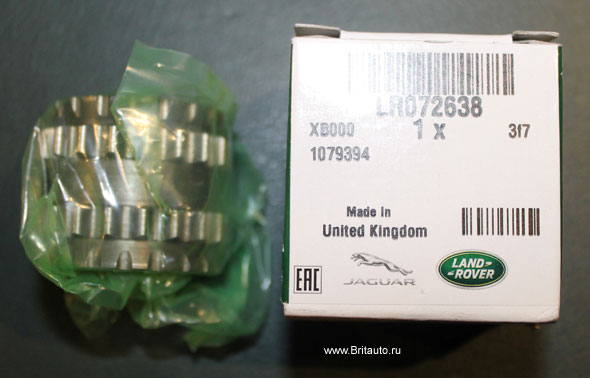 LR072638
XB000 1 x 3f7
1079394
Made in
United Kingdom
EAC
JAGUAR
LAND-
-ROVER
www.Britauto.ru